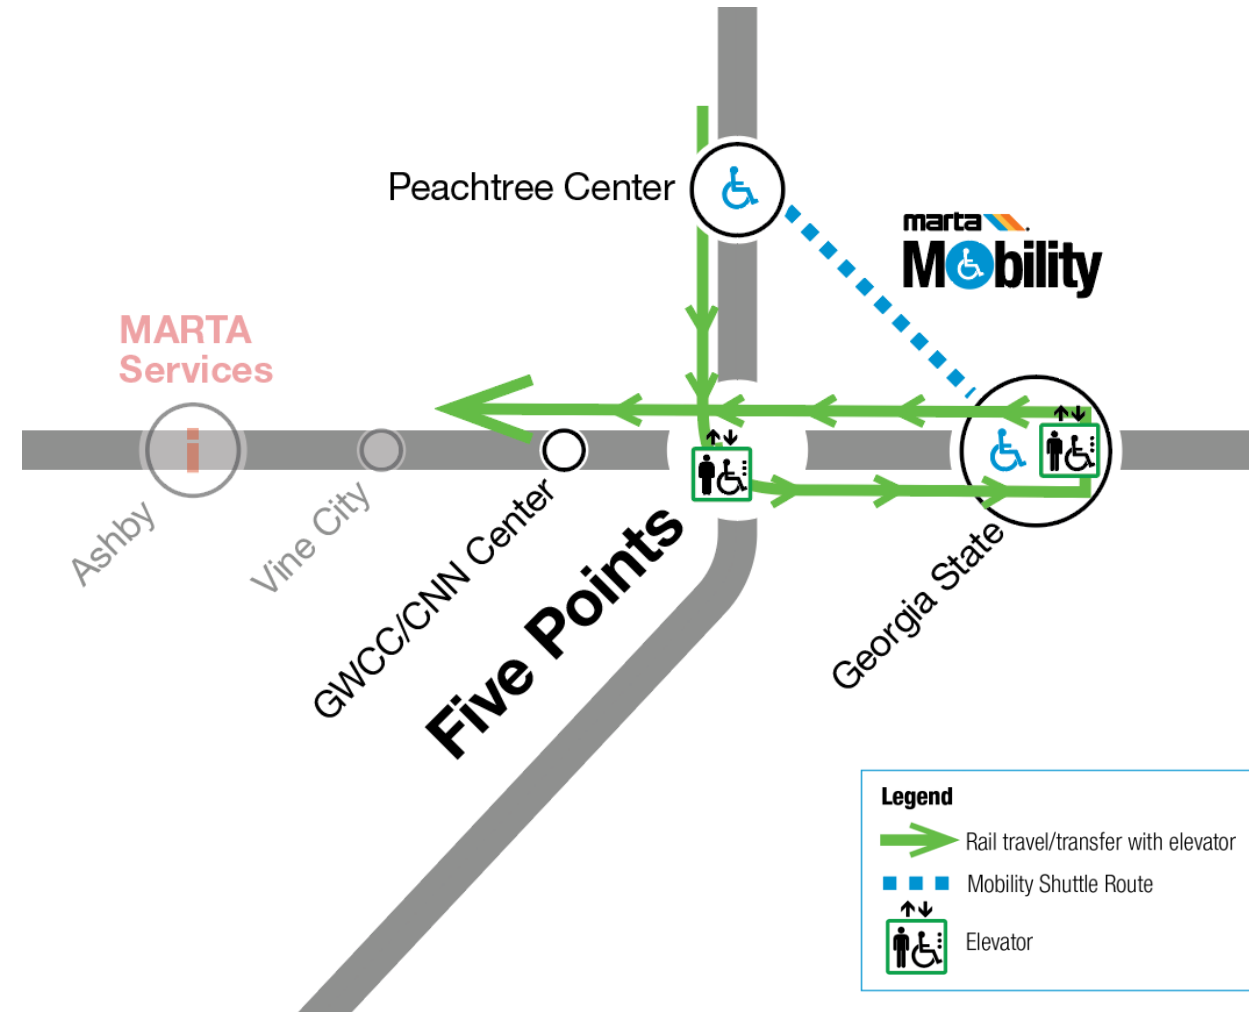 Peachtree Center
marta
Mobility
MARTA
Services
Ashby
Vine City
GWCC/CNN Center
Five Points
Georgia State
Legend
Rail travel/transfer with elevator
Mobility Shuttle Route
Elevator